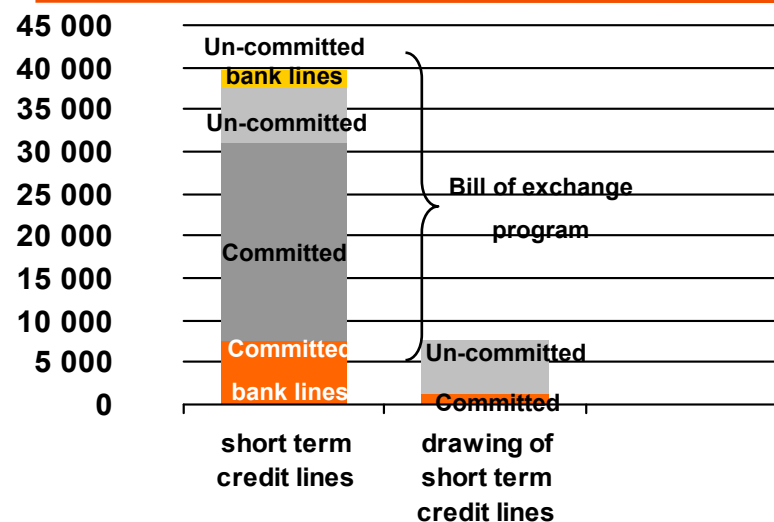 45 000
40 000
35 000
30 000
25 000
20 000
15 000
10 000
5 000
0
Un-committed
bank lines
Un-committed
Committed
Committed
bank lines
Bill of exchange
program
Un-committed
Committed
short term
credit lines
drawing of
short term
credit lines